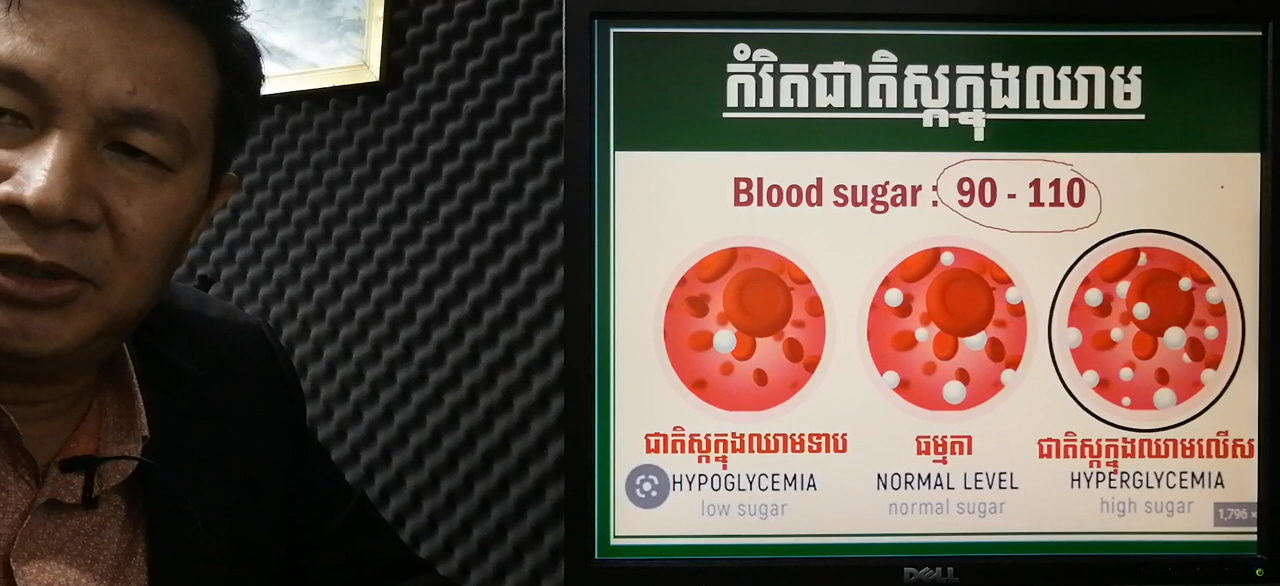 កំរិតជាតិស្ករក្នុងឈាម
Blood sugar : 90 - 110
ជាតិស្ករក្នុងឈាមទាប
ធម្មតា
ជាតិស្ករក្នុងឈាមលើស
HYPOGLYCEMIA
NORMAL LEVEL
HYPERGLYCEMIA
low sugar
normal sugar
high sugar
1,796 ×
DELL